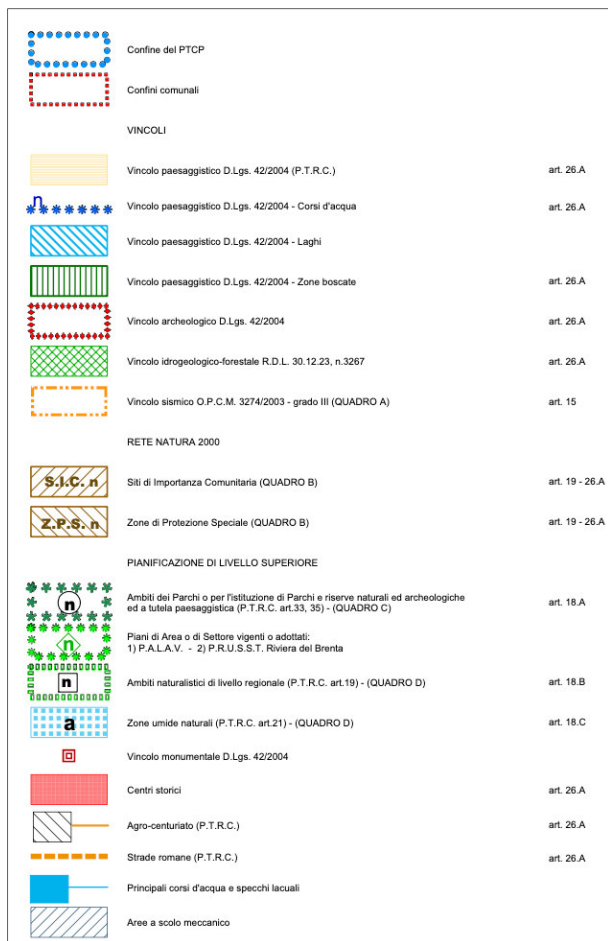 Confine del PTCP
Confini comunali
VINCOLI
Vincolo paesaggistico D.Lgs. 42/2004 (P.T.R.C.) art. 26.A
n Vincolo paesaggistico D.Lgs. 42/2004 - Corsi d'acqua art. 26.A
Vincolo paesaggistico D.Lgs. 42/2004 - Laghi
Vincolo paesaggistico D.Lgs. 42/2004 - Zone boscate art. 26.A
Vincolo archeologico D.Lgs. 42/2004 art. 26.A
Vincolo idrogeologico-forestale R.D.L. 30.12.23, n.3267 art. 26.A
Vincolo sismico O.P.C.M. 3274/2003 - grado III (QUADRO A) art. 15
RETE NATURA 2000
S.I.C. n Siti di Importanza Comunitaria (QUADRO B) art. 19 - 26.A
Z.P.S. n Zone di Protezione Speciale (QUADRO B) art. 19 - 26.A
PIANIFICAZIONE DI LIVELLO SUPERIORE
n Ambiti dei Parchi o per l'istituzione di Parchi e riserve naturali ed archeologiche
ed a tutela paesaggistica (P.T.R.C. art.33, 35) - (QUADRO C) art. 18.A
n Piani di Area o di Settore vigenti o adottati:
1) P.A.L.A.V. - 2) P.R.U.S.S.T. Riviera del Brenta
n Ambiti naturalistici di livello regionale (P.T.R.C. art.19) - (QUADRO D) art. 18.B
a Zone umide naturali (P.T.R.C. art.21) - (QUADRO D) art. 18.C
Vincolo monumentale D.Lgs. 42/2004
Centri storici art. 26.A
Agro-centuriato (P.T.R.C.) art. 26.A
Strade romane (P.T.R.C.) art. 26.A
Principali corsi d'acqua e specchi lacuali
Aree a scolo meccanico